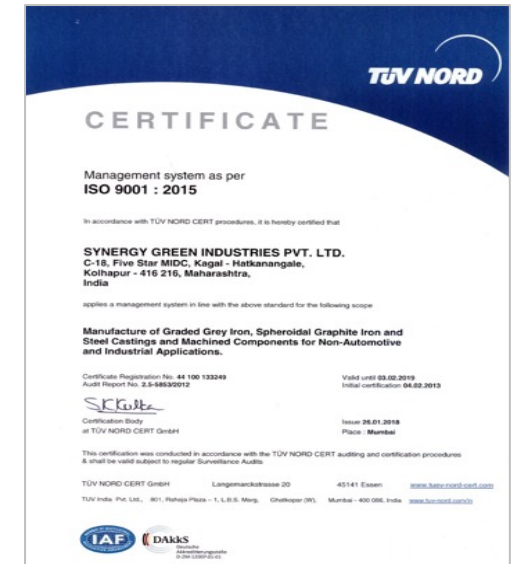 TÜV NORD
CERTIFICATE
Management system as per
ISO 9001 : 2015
In accordance with TÜV NORD CERT procedures, it is hereby certified that
SYNERGY GREEN INDUSTRIES PVT. LTD.
C-18, Five Star MIDC, Kagal - Hatkanangale,
Kolhapur - 416 216, Maharashtra,
India
applies a management system in line with the above standard for the following scope
Manufacture of Graded Grey Iron, Spheroidal Graphite Iron and
Steel Castings and Machined Components for Non-Automotive
and Industrial Applications.
Certificate Registration No. 44 100 133249 Valid until 03.02.2019
Audit Report No. 2.5-5853/2012 Initial certification 04.02.2013
Certification Body Issue 26.01.2018
at TÜV NORD CERT GmbH Place : Mumbai
This certification was conducted in accordance with the TÜV NORD CERT auditing and certification procedures
& shall be valid subject to regular Surveillance Audits
TÜV NORD CERT GmbH Langemarckstrasse 20 45141 Essen www.tuev-nord-cert.com
TUV India Pvt. Ltd., 801, Raheja Plaza – 1, L.B.S. Marg, Ghatkopar (W), Mumbai - 400 086, India www.tuv-nord.com/in
IAF
DAkkS
Deutsche
Akkreditierungsstelle